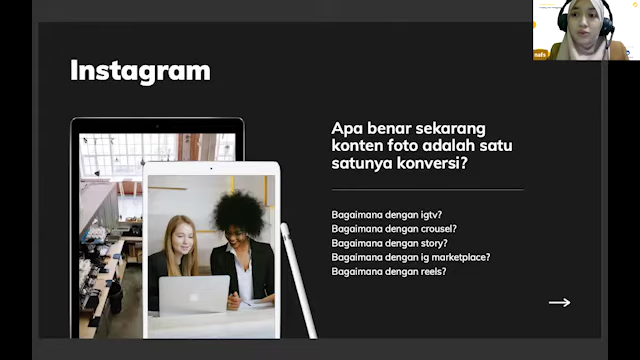 Instagram
Apa benar sekarang
konten foto adalah satu
satunya konversi?
Bagaimana dengan igtv?
Bagaimana dengan crousel?
Bagaimana dengan story?
Bagaimana dengan ig marketplace?
Bagaimana dengan reels?